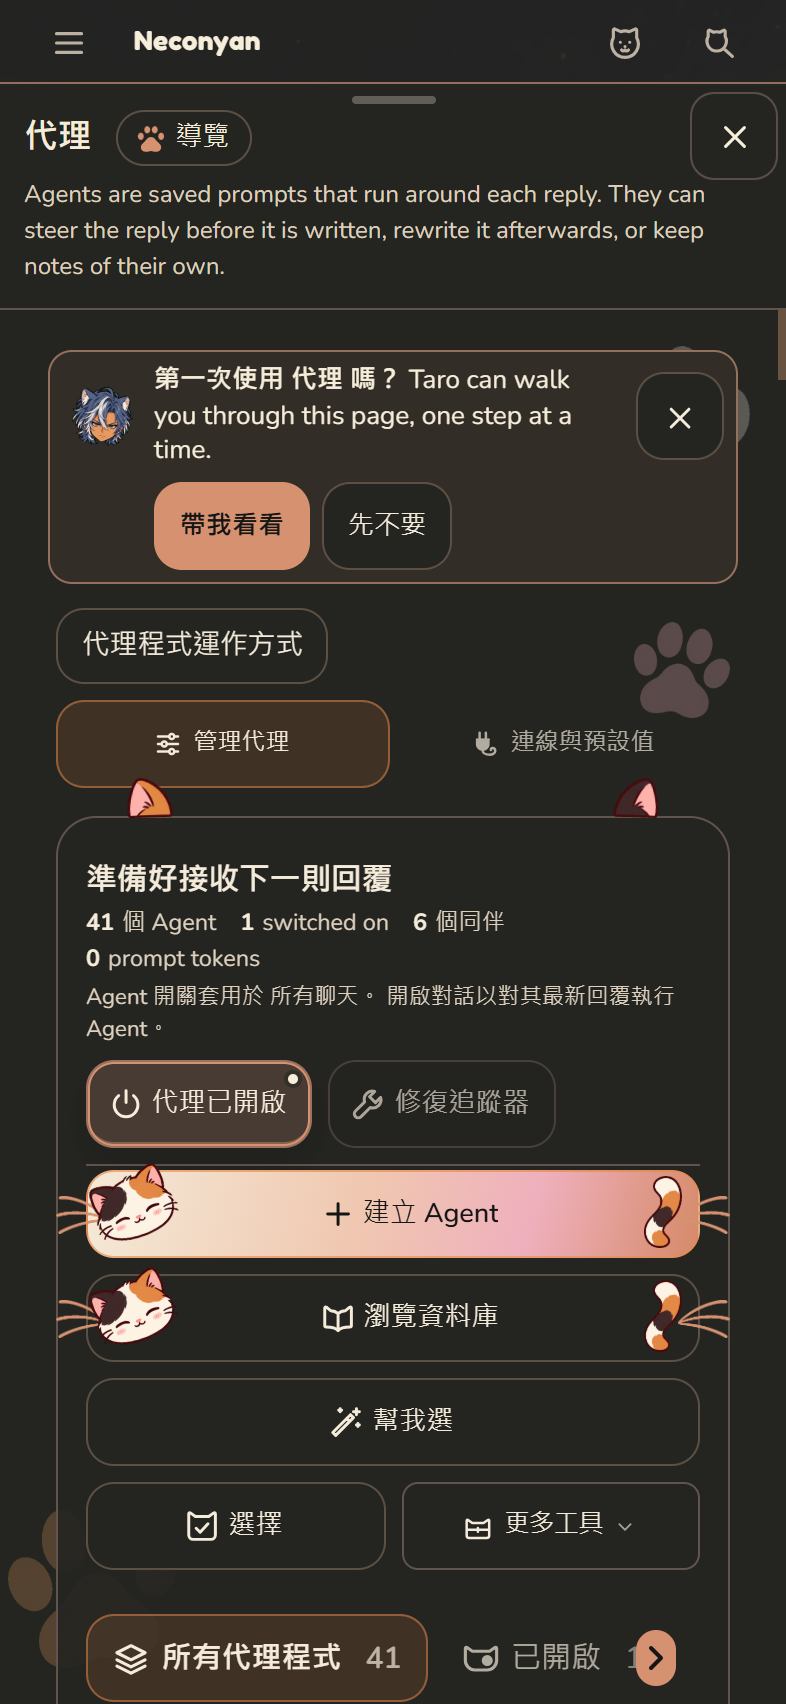 Neconyan
代理
導覽
Agents are saved prompts that run around each reply. They can
steer the reply before it is written, rewrite it afterwards, or keep
notes of their own.
第一次使用 代理 嗎？ Taro can walk
you through this page, one step at a
time.
帶我看看
先不要
代理程式運作方式
管理代理
連線與預設值
準備好接收下一則回覆
41 個 Agent 1 switched on 6 個同伴
0 prompt tokens
Agent 開關套用於 所有聊天。 開啟對話以對其最新回覆執行
Agent。
代理已開啟
修復追蹤器
建立 Agent
瀏覽資料庫
幫我選
選擇
更多工具
所有代理程式 41
已開啟 1